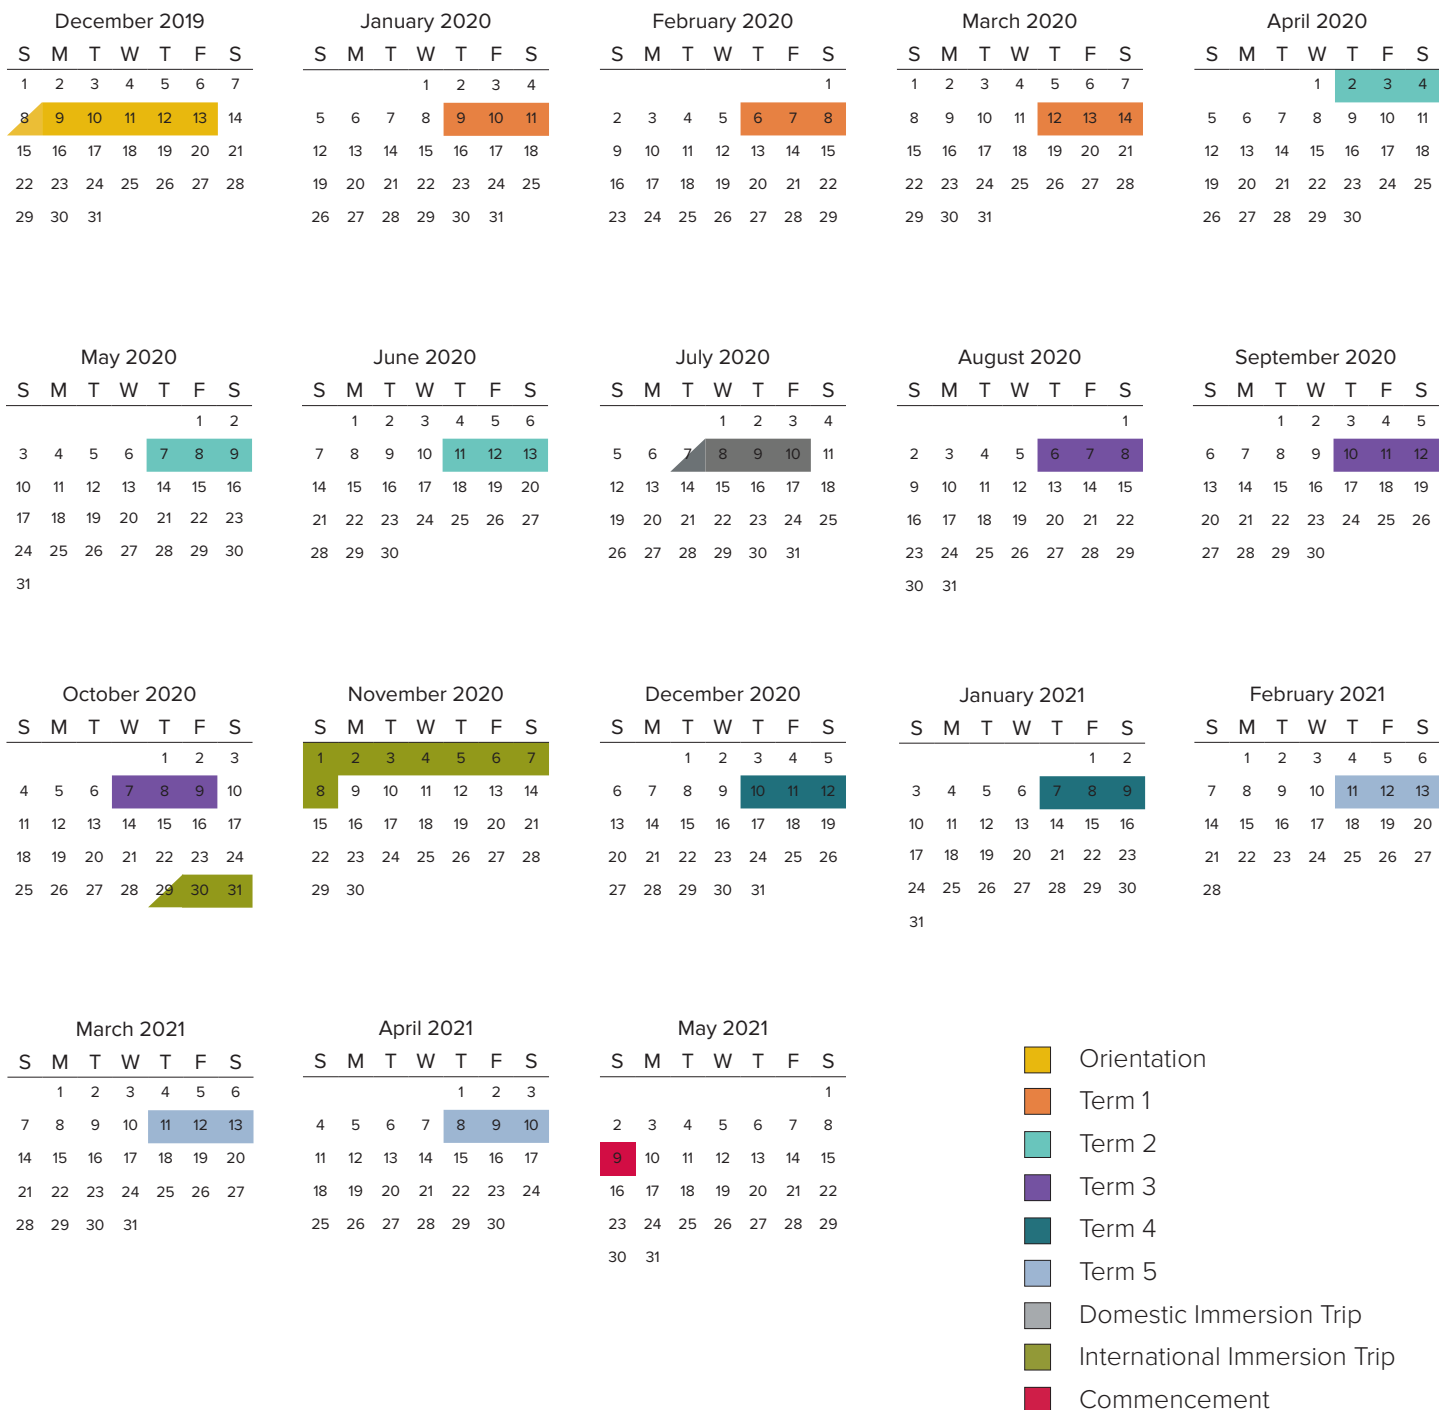 December 2019
S M T W T F S
1 2 3 4 5 6 7
8 9 10 11 12 13 14
15 16 17 18 19 20 21
22 23 24 25 26 27 28
29 30 31
January 2020
S M T W T F S
1 2 3 4
5 6 7 8 9 10 11
12 13 14 15 16 17 18
19 20 21 22 23 24 25
26 27 28 29 30 31
February 2020
S M T W T F S
1
2 3 4 5 6 7 8
9 10 11 12 13 14 15
16 17 18 19 20 21 22
23 24 25 26 27 28 29
March 2020
S M T W T F S
1 2 3 4 5 6 7
8 9 10 11 12 13 14
15 16 17 18 19 20 21
22 23 24 25 26 27 28
29 30 31
April 2020
S M T W T F S
1 2 3 4
5 6 7 8 9 10 11
12 13 14 15 16 17 18
19 20 21 22 23 24 25
26 27 28 29 30
May 2020
S M T W T F S
1 2
3 4 5 6 7 8 9
10 11 12 13 14 15 16
17 18 19 20 21 22 23
24 25 26 27 28 29 30
31
June 2020
S M T W T F S
1 2 3 4 5 6
7 8 9 10 11 12 13
14 15 16 17 18 19 20
21 22 23 24 25 26 27
28 29 30
July 2020
S M T W T F S
1 2 3 4
5 6 7 8 9 10 11
12 13 14 15 16 17 18
19 20 21 22 23 24 25
26 27 28 29 30 31
August 2020
S M T W T F S
1
2 3 4 5 6 7 8
9 10 11 12 13 14 15
16 17 18 19 20 21 22
23 24 25 26 27 28 29
30 31
September 2020
S M T W T F S
1 2 3 4 5
6 7 8 9 10 11 12
13 14 15 16 17 18 19
20 21 22 23 24 25 26
27 28 29 30
October 2020
S M T W T F S
1 2 3
4 5 6 7 8 9 10
11 12 13 14 15 16 17
18 19 20 21 22 23 24
25 26 27 28 29 30 31
November 2020
S M T W T F S
1 2 3 4 5 6 7
8 9 10 11 12 13 14
15 16 17 18 19 20 21
22 23 24 25 26 27 28
29 30
December 2020
S M T W T F S
1 2 3 4 5
6 7 8 9 10 11 12
13 14 15 16 17 18 19
20 21 22 23 24 25 26
27 28 29 30 31
January 2021
S M T W T F S
1 2
3 4 5 6 7 8 9
10 11 12 13 14 15 16
17 18 19 20 21 22 23
24 25 26 27 28 29 30
31
February 2021
S M T W T F S
1 2 3 4 5 6
7 8 9 10 11 12 13
14 15 16 17 18 19 20
21 22 23 24 25 26 27
28
March 2021
S M T W T F S
1 2 3 4 5 6
7 8 9 10 11 12 13
14 15 16 17 18 19 20
21 22 23 24 25 26 27
28 29 30 31
April 2021
S M T W T F S
1 2 3
4 5 6 7 8 9 10
11 12 13 14 15 16 17
18 19 20 21 22 23 24
25 26 27 28 29 30
May 2021
S M T W T F S
1
2 3 4 5 6 7 8
9 10 11 12 13 14 15
16 17 18 19 20 21 22
23 24 25 26 27 28 29
30 31
Orientation
Term 1
Term 2
Term 3
Term 4
Term 5
Domestic Immersion Trip
International Immersion Trip
Commencement